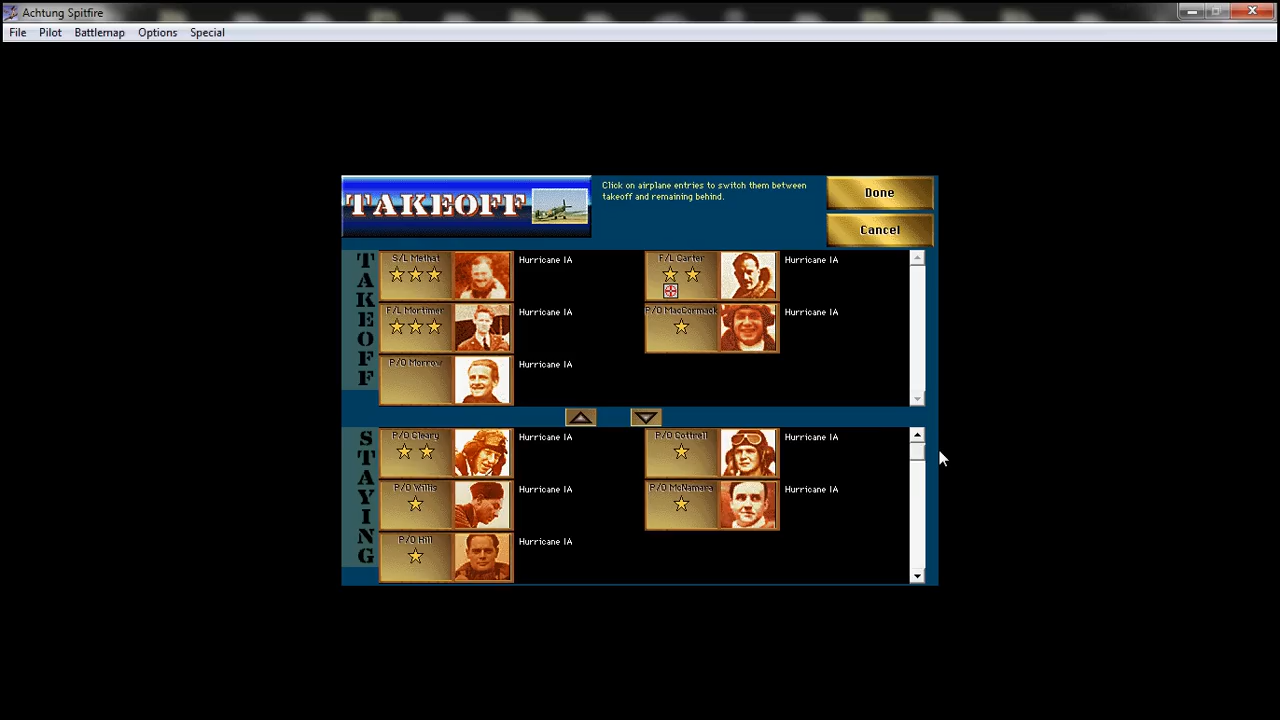 Achtung Spitfire
File Pilot Battlemap Options Special
TAKEOFF
Click on airplane entries to switch them between
takeoff and remaining behind.
Done
Cancel
TAKEOFF
S/L Methat
Hurricane IA
F/L Carter
Hurricane IA
F/L Mortimer
Hurricane IA
P/O MacCormack
Hurricane IA
P/O Morrow
Hurricane IA
STAYING
P/O Cleary
Hurricane IA
P/O Cottrell
Hurricane IA
P/O Willis
Hurricane IA
P/O McNamara
Hurricane IA
P/O Hill
Hurricane IA